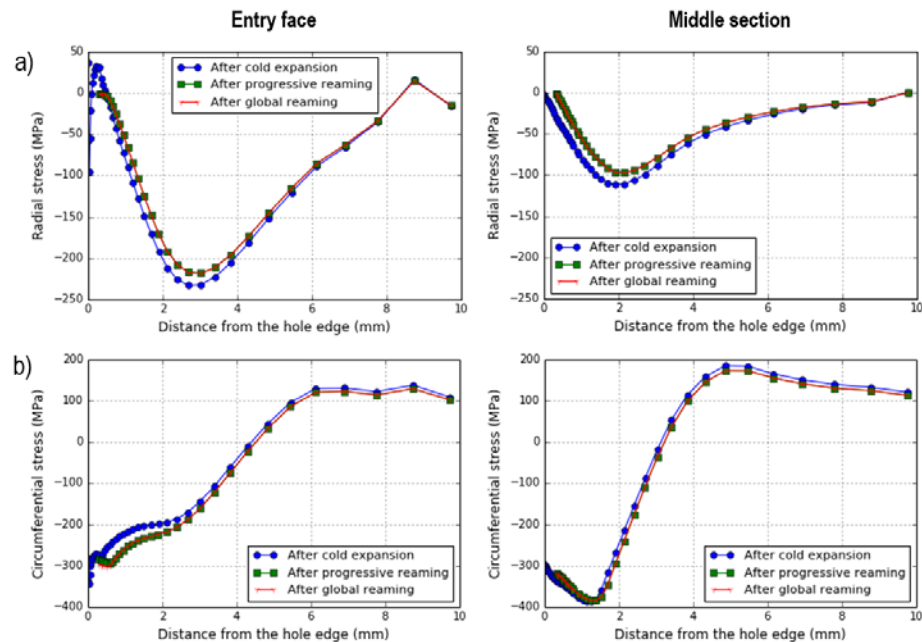 Entry face
Middle section
a)
50
0
−50
−100
−150
−200
−250
Radial stress (MPa)
After cold expansion
After progressive reaming
After global reaming
0 2 4 6 8 10
Distance from the hole edge (mm)
50
0
−50
−100
−150
−200
−250
Radial stress (MPa)
After cold expansion
After progressive reaming
After global reaming
0 2 4 6 8 10
Distance from the hole edge (mm)
b)
200
100
0
−100
−200
−300
−400
Circumferential stress (MPa)
After cold expansion
After progressive reaming
After global reaming
0 2 4 6 8 10
Distance from the hole edge (mm)
200
100
0
−100
−200
−300
−400
Circumferential stress (MPa)
After cold expansion
After progressive reaming
After global reaming
0 2 4 6 8 10
Distance from the hole edge (mm)